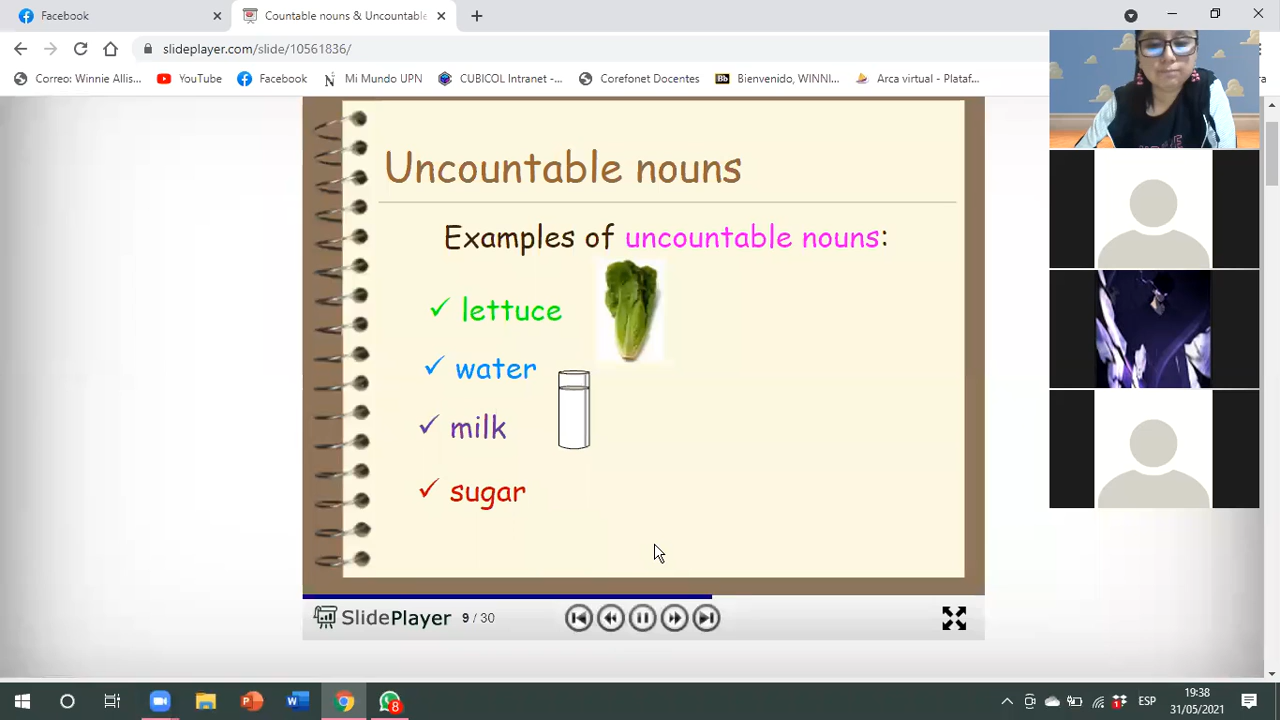 Facebook
Countable nouns & Uncountable
slideplayer.com/slide/10561836/
Correo: Winnie Allis...
YouTube
Facebook
Mi Mundo UPN
CUBICOL Intranet -...
Corefonet Docentes
Bb
Bienvenido, WINNI...
Arca virtual - Plataf...
Uncountable nouns
Examples of uncountable nouns:
✓ lettuce
✓ water
✓ milk
✓ sugar
SlidePlayer
9 / 30
8
ESP
19:38
31/05/2021